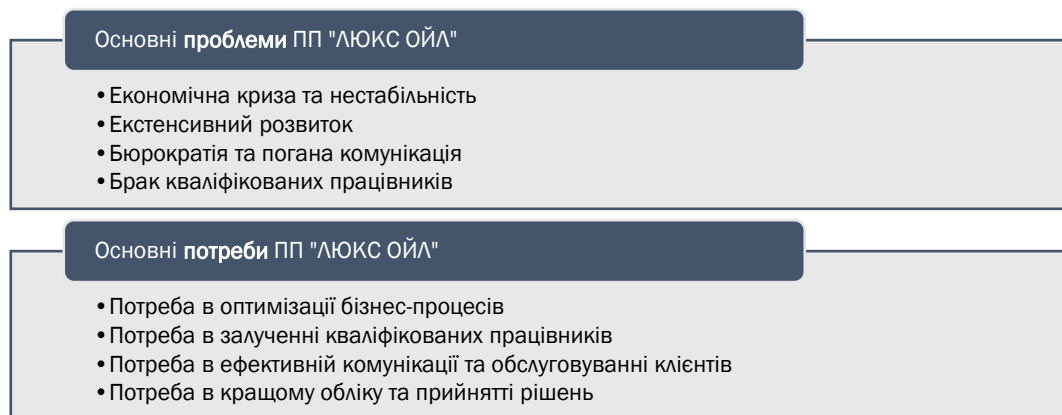 Основні проблеми ПП "ЛЮКС ОЙЛ"
•Економічна криза та нестабільність
•Екстенсивний розвиток
•Бюрократія та погана комунікація
•Брак кваліфікованих працівників
Основні потреби ПП "ЛЮКС ОЙЛ"
•Потреба в оптимізації бізнес-процесів
•Потреба в залученні кваліфікованих працівників
•Потреба в ефективній комунікації та обслуговуванні клієнтів
•Потреба в кращому обліку та прийнятті рішень